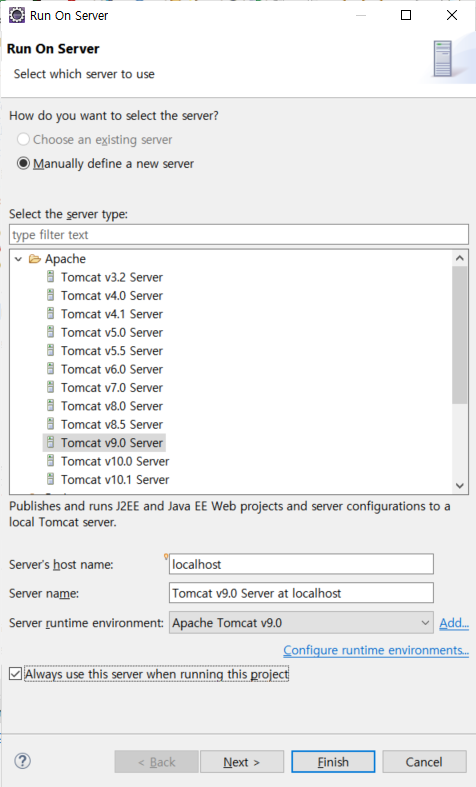 Run On Server
Run On Server
Select which server to use
How do you want to select the server?
Choose an existing server
Manually define a new server
Select the server type:
type filter text
Apache
Tomcat v3.2 Server
Tomcat v4.0 Server
Tomcat v4.1 Server
Tomcat v5.0 Server
Tomcat v5.5 Server
Tomcat v6.0 Server
Tomcat v7.0 Server
Tomcat v8.0 Server
Tomcat v8.5 Server
Tomcat v9.0 Server
Tomcat v10.0 Server
Tomcat v10.1 Server
Publishes and runs J2EE and Java EE Web projects and server configurations to a
local Tomcat server.
Server's host name: localhost
Server name: Tomcat v9.0 Server at localhost
Server runtime environment: Apache Tomcat v9.0 Add...
Configure runtime environments...
Always use this server when running this project
? < Back Next > Finish Cancel